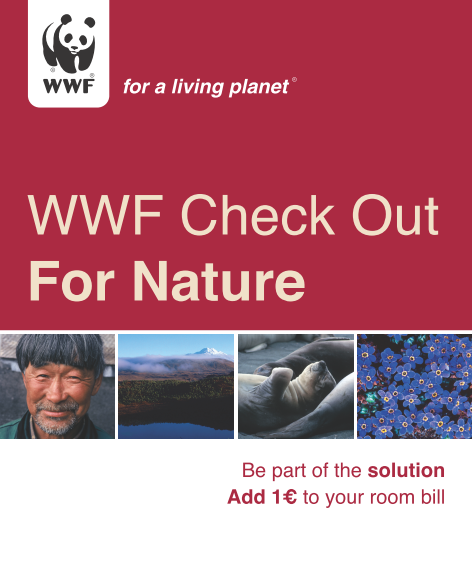 WWF
for a living planet®
WWF Check Out
For Nature
Be part of the solution
Add 1€ to your room bill